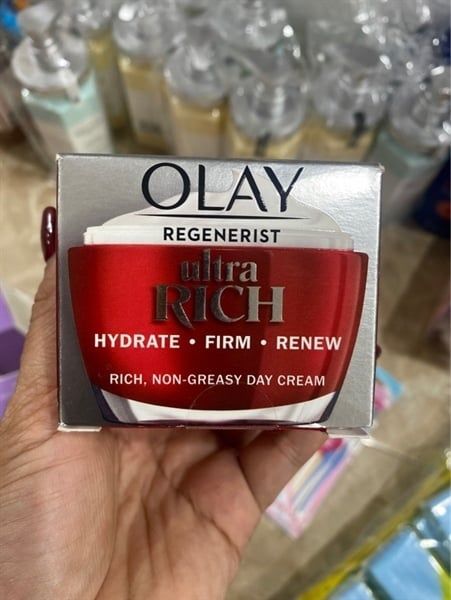 OLAY
REGENERIST
ultra
RICH
HYDRATE • FIRM • RENEW
RICH, NON-GREASY DAY CREAM